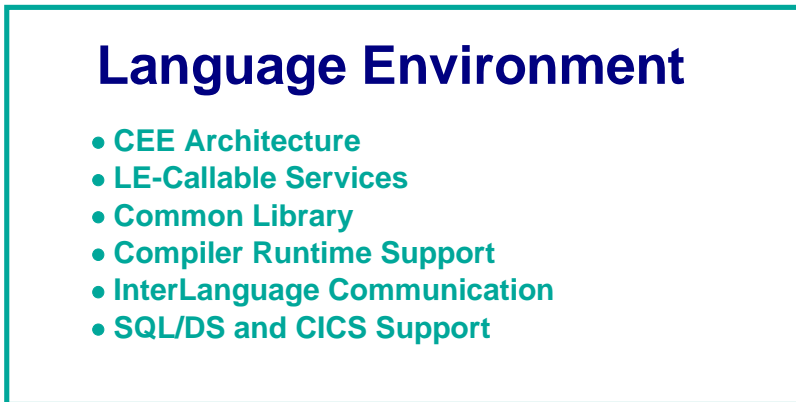 Language Environment
• CEE Architecture
• LE-Callable Services
• Common Library
• Compiler Runtime Support
• InterLanguage Communication
• SQL/DS and CICS Support